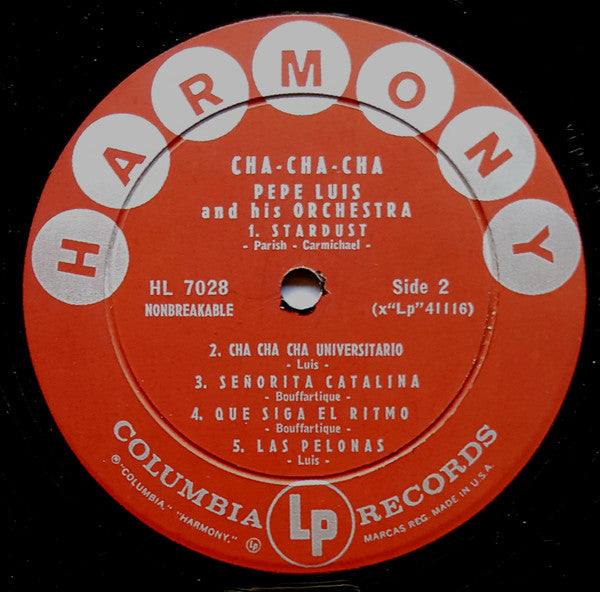 HARMONY
CHA-CHA-CHA
PEPE LUIS
and his ORCHESTRA
1. STARDUST
- Parish - Carmichael -
HL 7028
NONBREAKABLE
Side 2
(x"Lp"41116)
2. CHA CHA CHA UNIVERSITARIO
- Luis -
3. SEÑORITA CATALINA
- Bouffartique -
4. QUE SIGA EL RITMO
- Bouffartique -
5. LAS PELONAS
- Luis -
COLUMBIA Lp RECORDS
® "COLUMBIA," "HARMONY," Lp
MARCAS REG. MADE IN U.S.A.